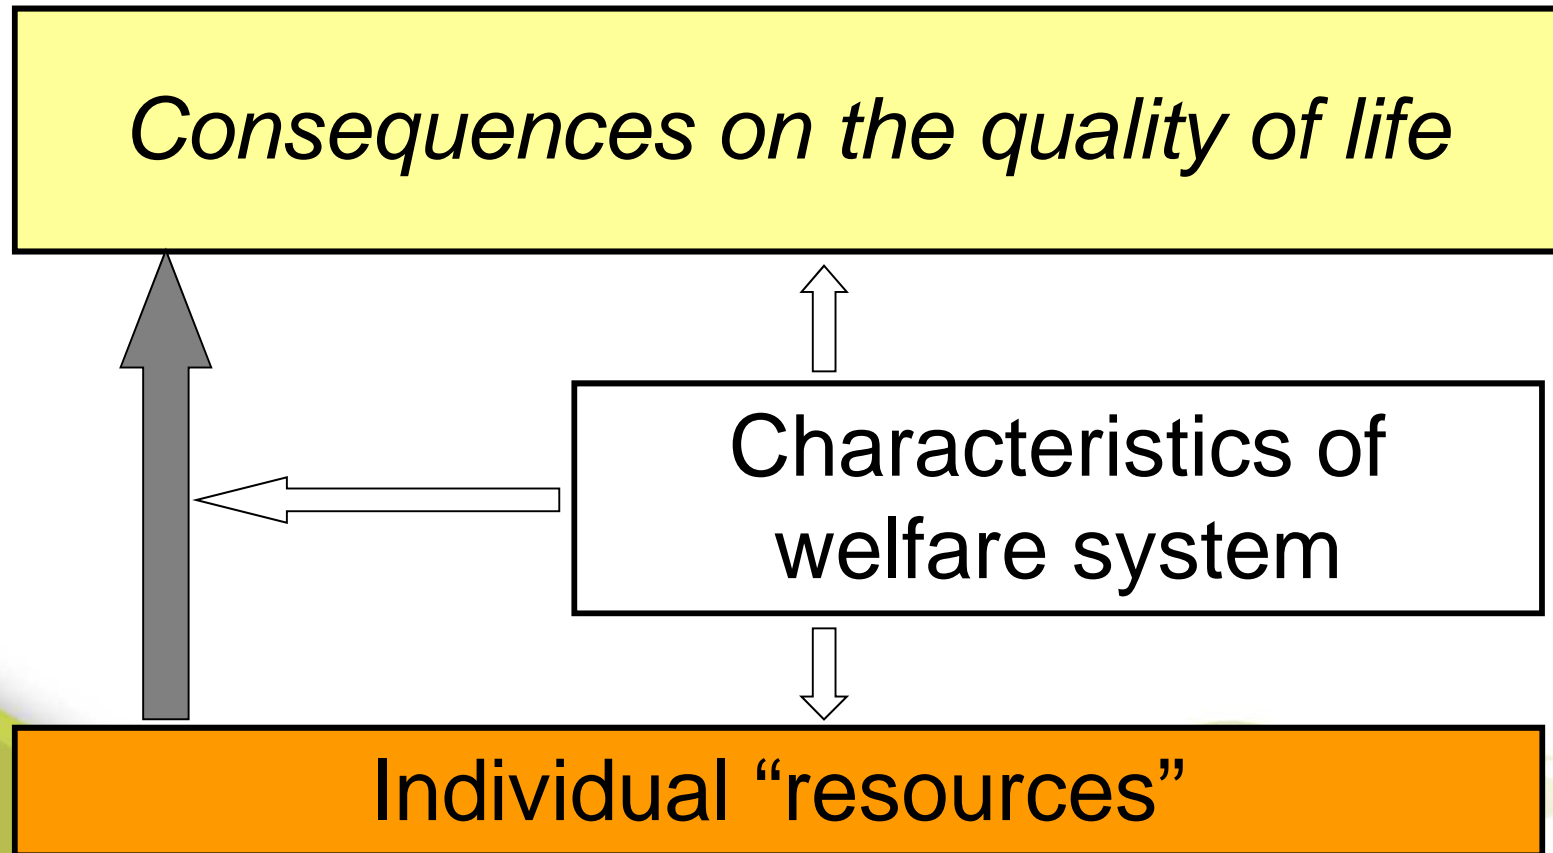 Consequences on the quality of life
Characteristics of
welfare system
Individual “resources”